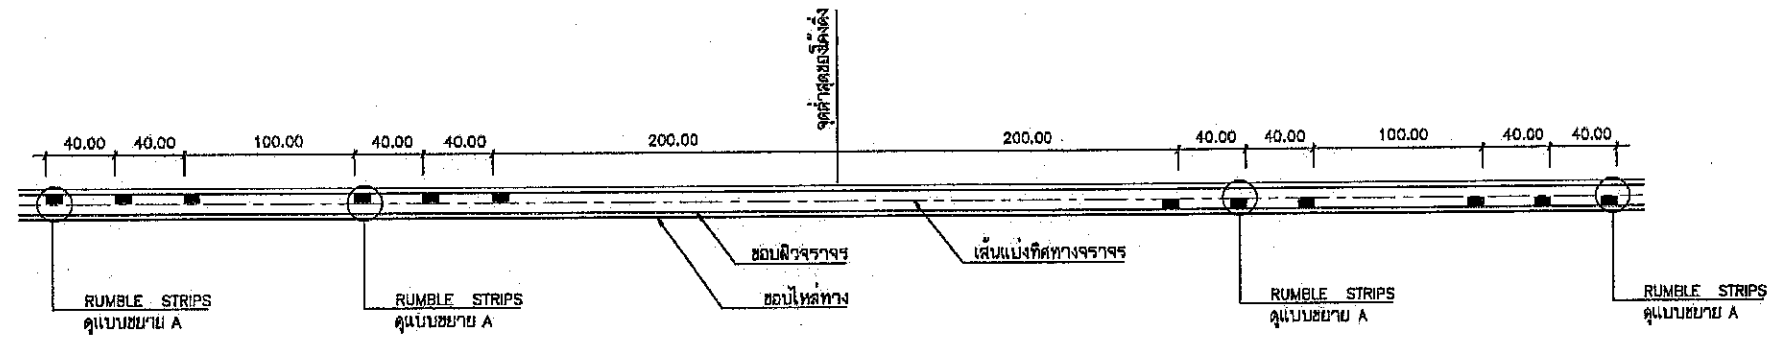 จุดต่ำสุดของโค้งดิ่ง
40.00 40.00 100.00 40.00 40.00 200.00 200.00 40.00 40.00 100.00 40.00 40.00
ขอบผิวจราจร
เส้นแบ่งทิศทางจราจร
ขอบไหล่ทาง
RUMBLE STRIPS
ดูแบบขยาย A
RUMBLE STRIPS
ดูแบบขยาย A
RUMBLE STRIPS
ดูแบบขยาย A
RUMBLE STRIPS
ดูแบบขยาย A